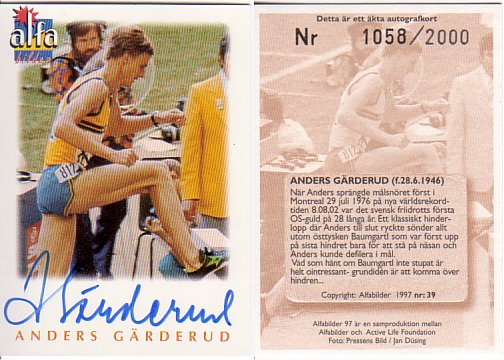 alfa
812
A Gärderud
ANDERS GÄRDERUD
Detta är ett äkta autografkort
Nr 1058/2000
ANDERS GÄRDERUD (f.28.6.1946)
När Anders sprängde målsnöret först i
Montreal 29 juli 1976 på nya världsrekord-
tiden 8.08.02 var det svensk friidrotts första
OS-guld på 28 långa år. Ett klassiskt hinder-
lopp där Anders till slut ryckte sönder allt
utom östtysken Baumgartl som var först upp
på sista hindret bara för att stå på näsan och
Anders kunde defilera i mål.
Vad som hänt om Baumgartl inte stupat är
helt ointressant- grundidén är att komma över
hindren...
Copyright: Alfabilder 1997 nr: 39
Alfabilder 97 är en samproduktion mellan
Alfabilder och Active Life Foundation
Foto: Pressens Bild / Jan Düsing